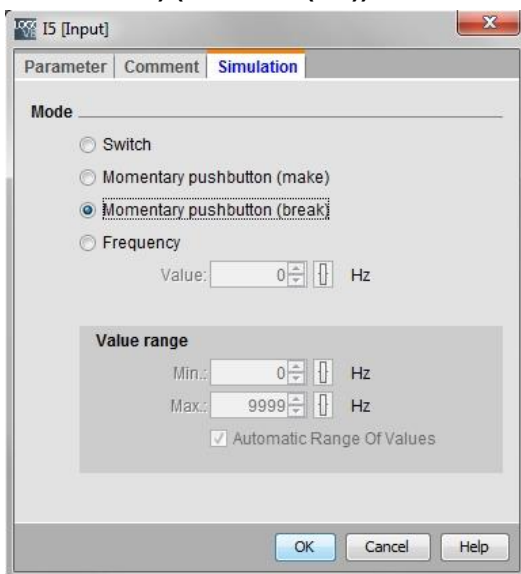 I5 [Input]
Parameter Comment Simulation
Mode
Switch
Momentary pushbutton (make)
Momentary pushbutton (break)
Frequency
Value: 0 Hz
Value range
Min.: 0 Hz
Max.: 9999 Hz
Automatic Range Of Values
OK Cancel Help